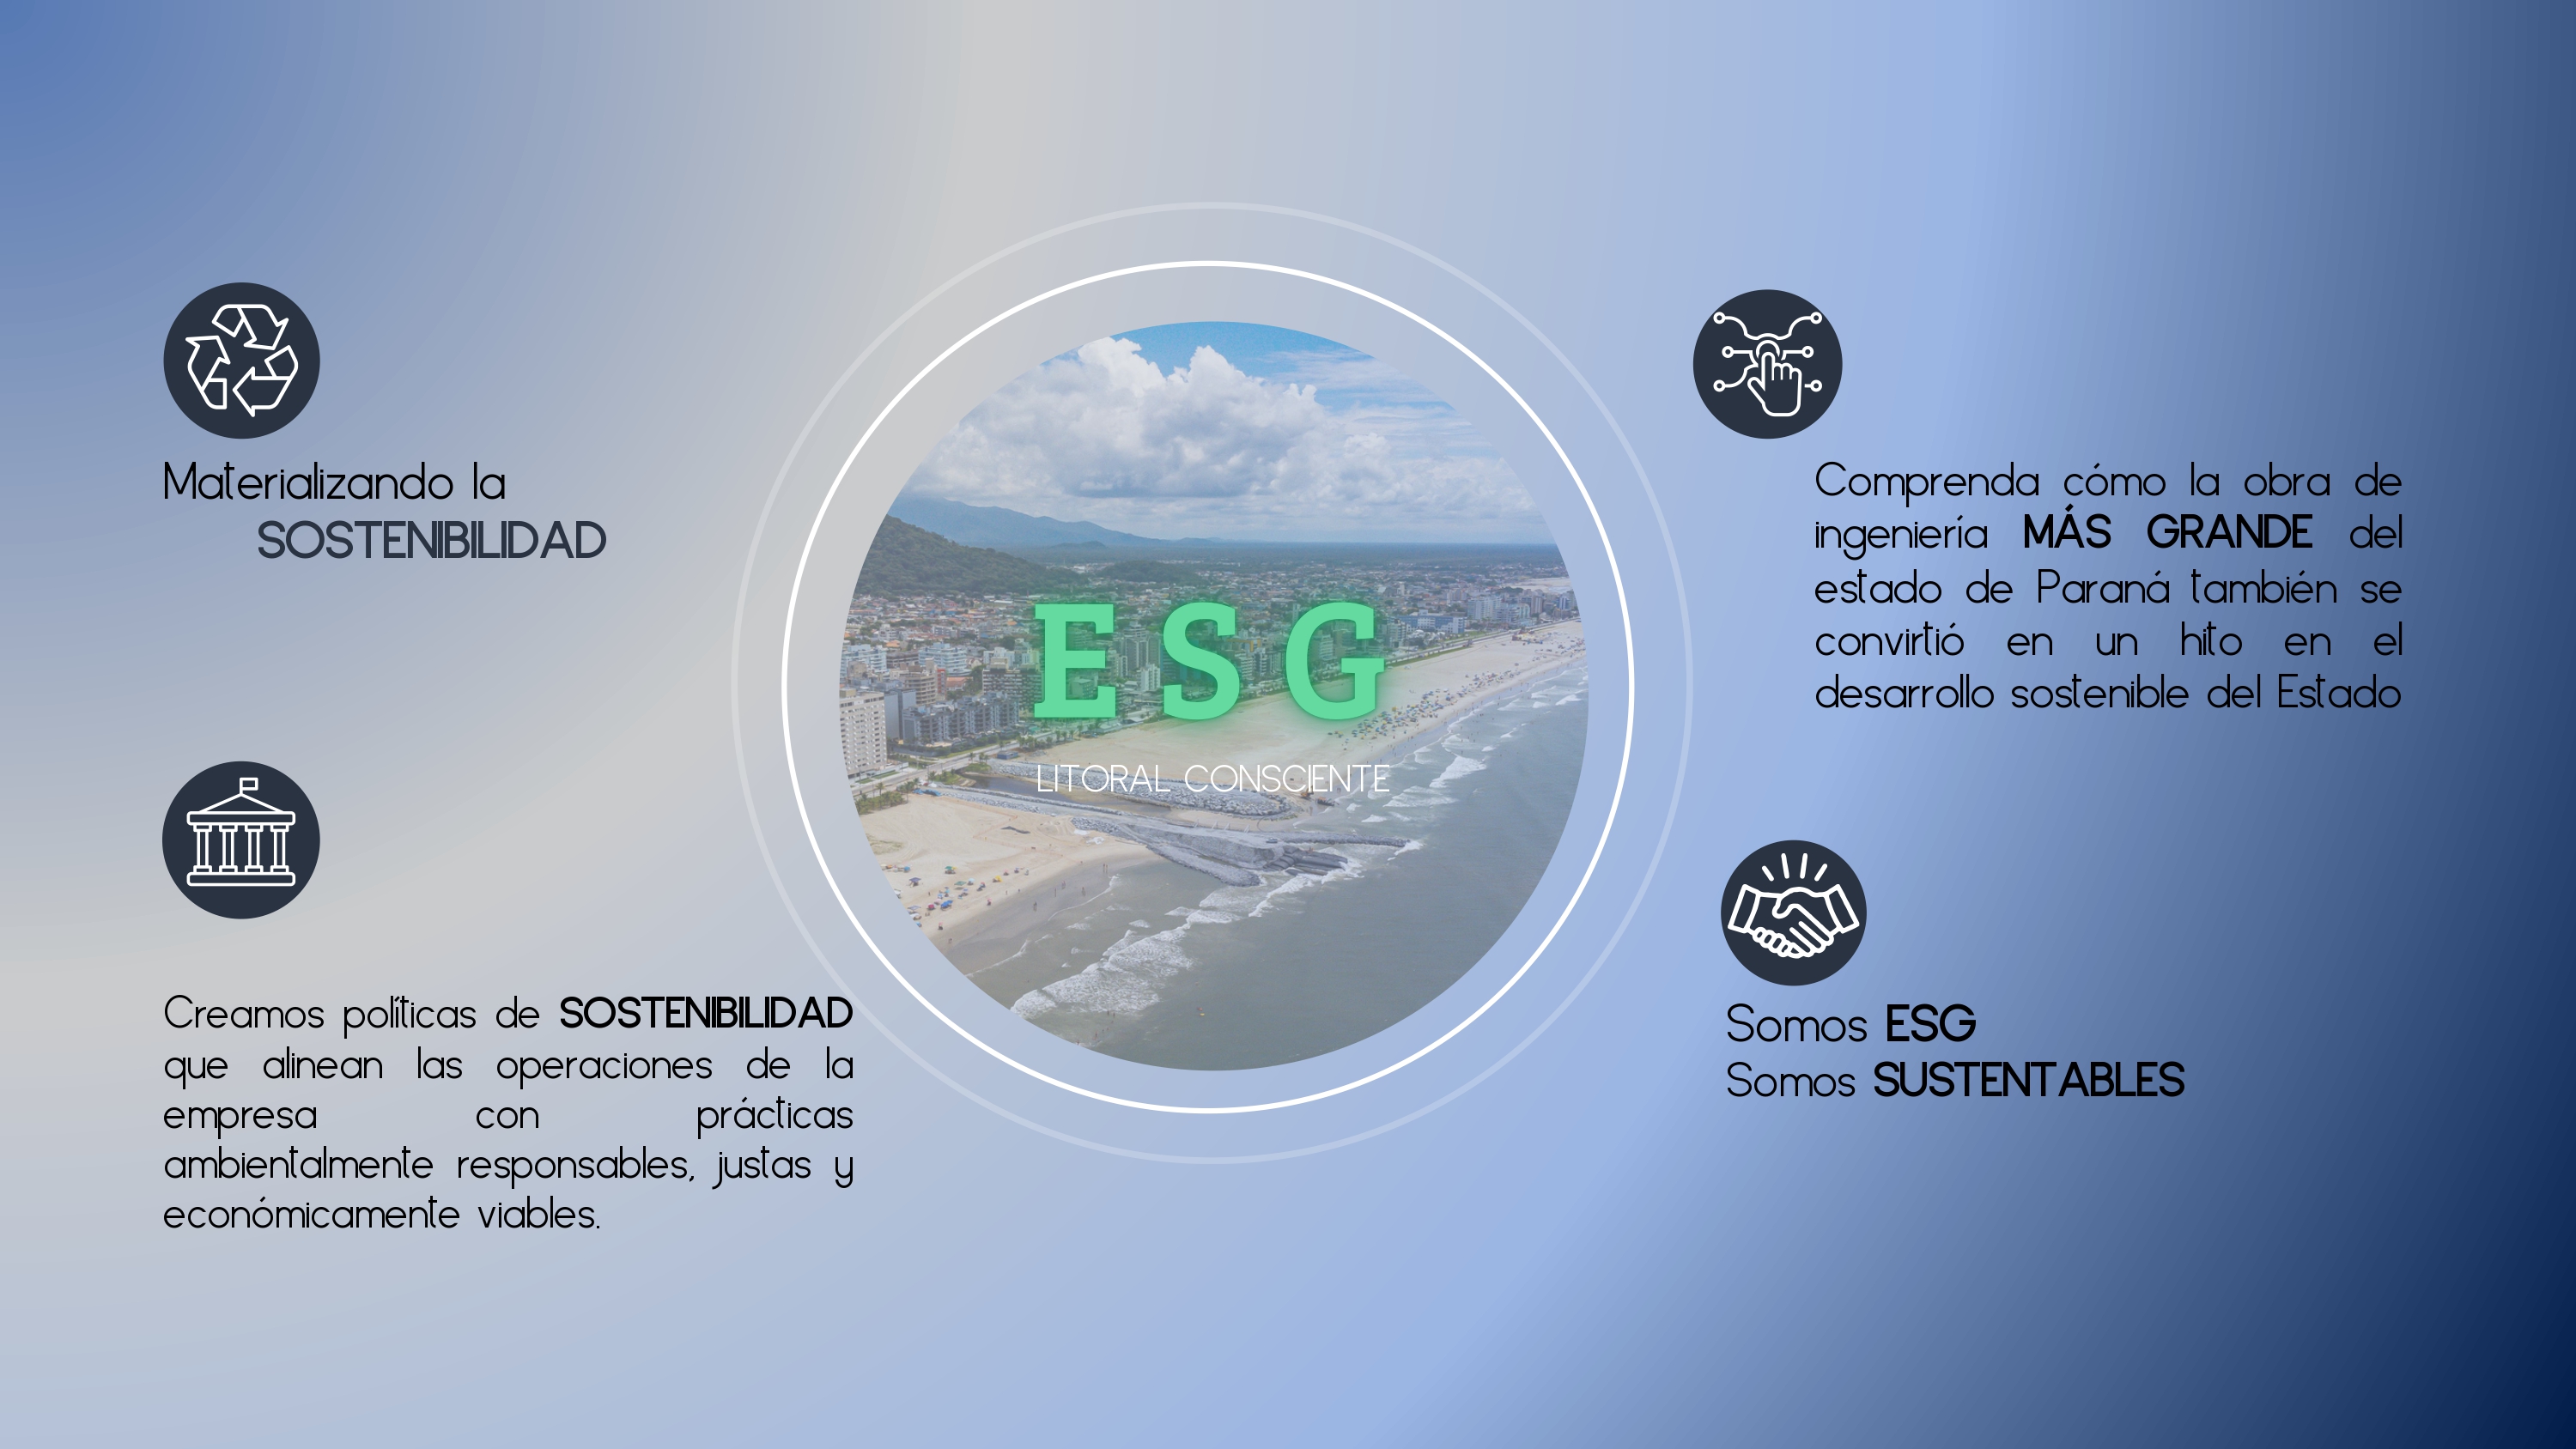 Materializando la
SOSTENIBILIDAD
Creamos políticas de SOSTENIBILIDAD
que alinean las operaciones de la
empresa con prácticas
ambientalmente responsables, justas y
económicamente viables.
E S G
LITORAL CONSCIENTE
Comprenda cómo la obra de
ingeniería MÁS GRANDE del
estado de Paraná también se
convirtió en un hito en el
desarrollo sostenible del Estado
Somos ESG
Somos SUSTENTABLES